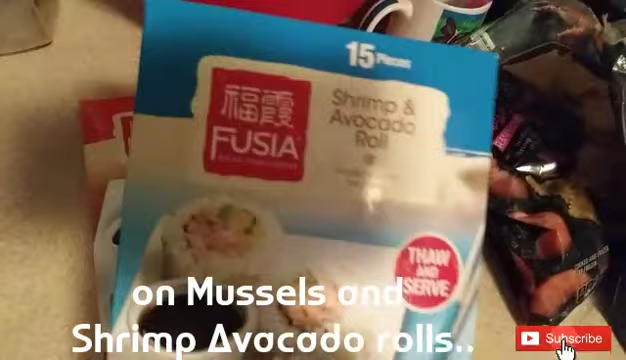 15 Pieces
福霞
FUSIA
Shrimp &
Avocado
Roll
THAW
AND
SERVE
on Mussels and
Shrimp Avacado rolls..
Subscribe